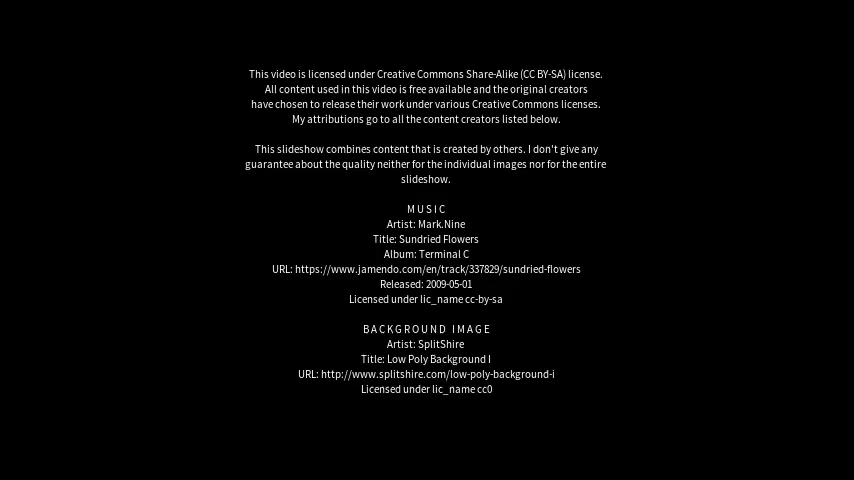 This video is licensed under Creative Commons Share-Alike (CC BY-SA) license.
All content used in this video is free available and the original creators
have chosen to release their work under various Creative Commons licenses.
My attributions go to all the content creators listed below.
This slideshow combines content that is created by others. I don't give any
guarantee about the quality neither for the individual images nor for the entire
slideshow.
MUSIC
Artist: Mark.Nine
Title: Sundried Flowers
Album: Terminal C
URL: https://www.jamendo.com/en/track/337829/sundried-flowers
Released: 2009-05-01
Licensed under lic_name cc-by-sa
BACKGROUND IMAGE
Artist: SplitShire
Title: Low Poly Background I
URL: http://www.splitshire.com/low-poly-background-i
Licensed under lic_name cc0